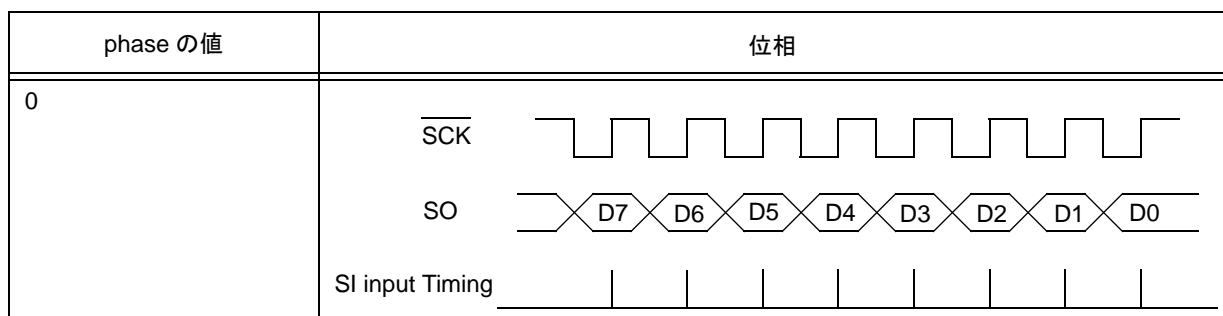 phase の値 位相
0
SCK
SO D7 D6 D5 D4 D3 D2 D1 D0
SI input Timing